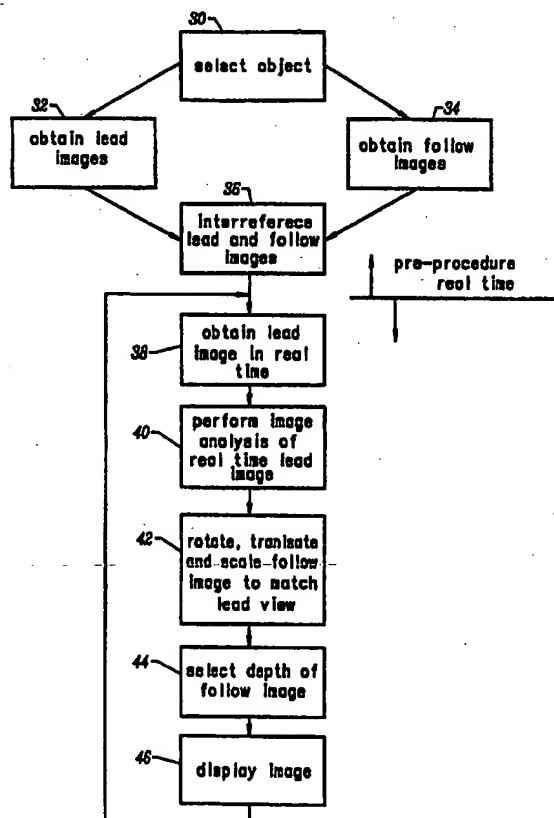 30
select object
32
obtain lead
images
34
obtain follow
images
36
interreferece
lead and follow
images
pre-procedure
real time
38
obtain lead
image in real
time
40
perform image
analysis of
real time lead
image
42
rotate, tranlsate
and scale follow
image to match
lead view
44
select depth of
follow image
46
display image